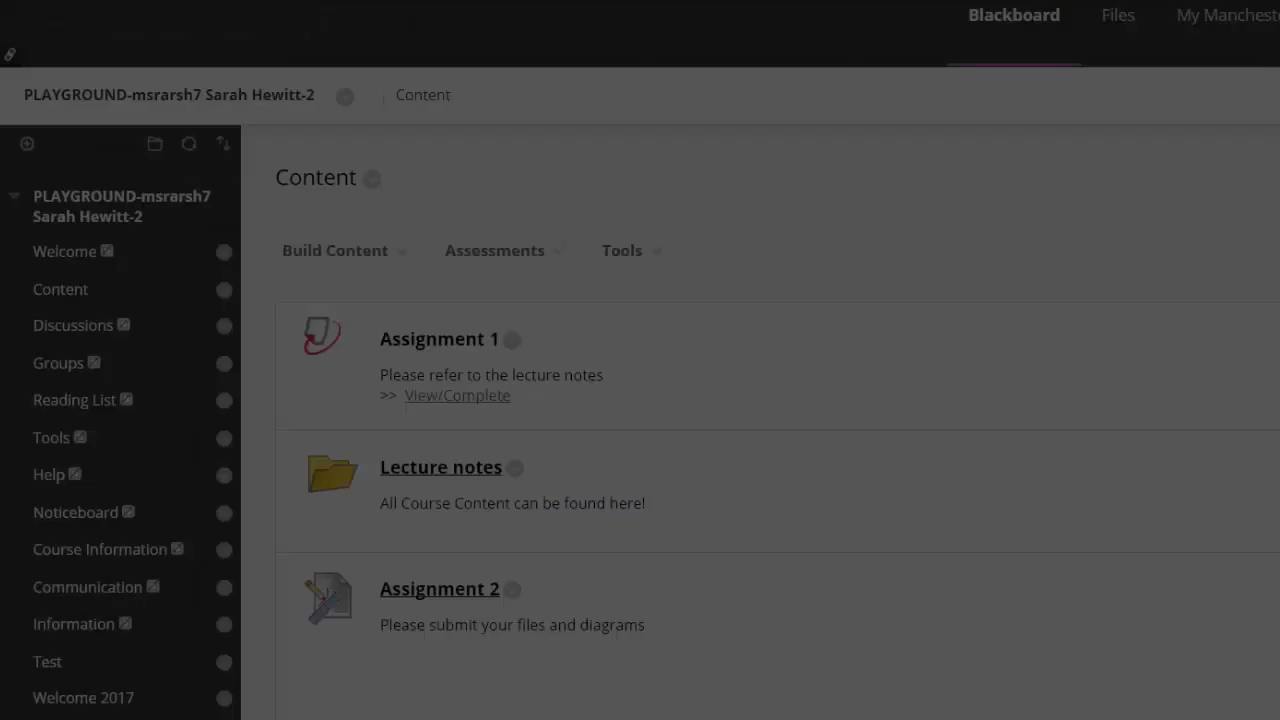 Blackboard Files My Manchest
PLAYGROUND-msrarsh7 Sarah Hewitt-2 Content
PLAYGROUND-msrarsh7
Sarah Hewitt-2
Welcome
Content
Discussions
Groups
Reading List
Tools
Help
Noticeboard
Course Information
Communication
Information
Test
Welcome 2017
Content
Build Content Assessments Tools
Assignment 1
Please refer to the lecture notes
>> View/Complete
Lecture notes
All Course Content can be found here!
Assignment 2
Please submit your files and diagrams